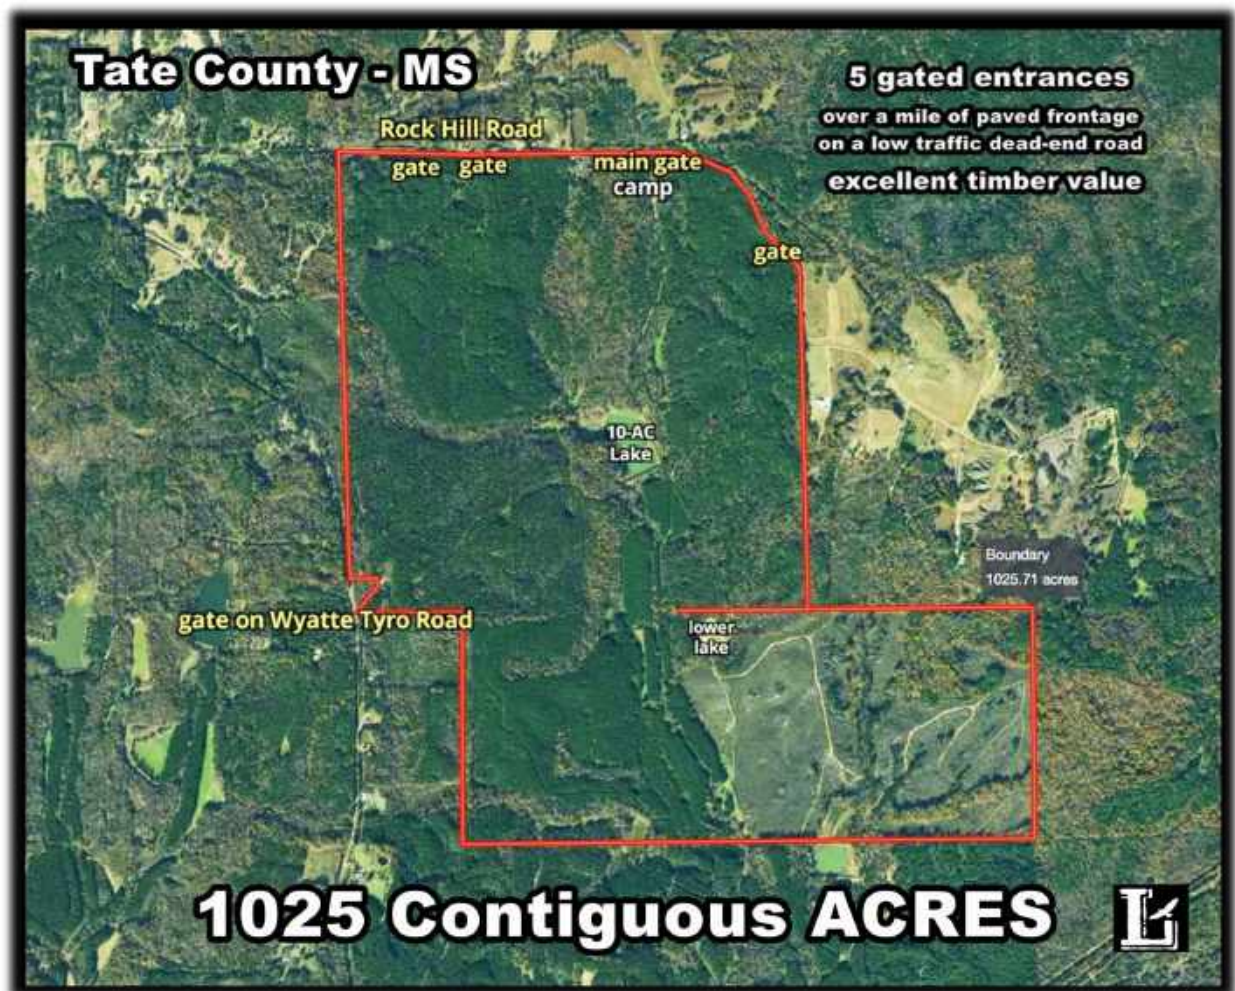 Tate County - MS
5 gated entrances
over a mile of paved frontage
on a low traffic dead-end road
excellent timber value
Rock Hill Road
gate gate
main gate
camp
gate
10-AC
Lake
Boundary
1025.71 acres
gate on Wyatte Tyro Road
lower
lake
1025 Contiguous ACRES
L